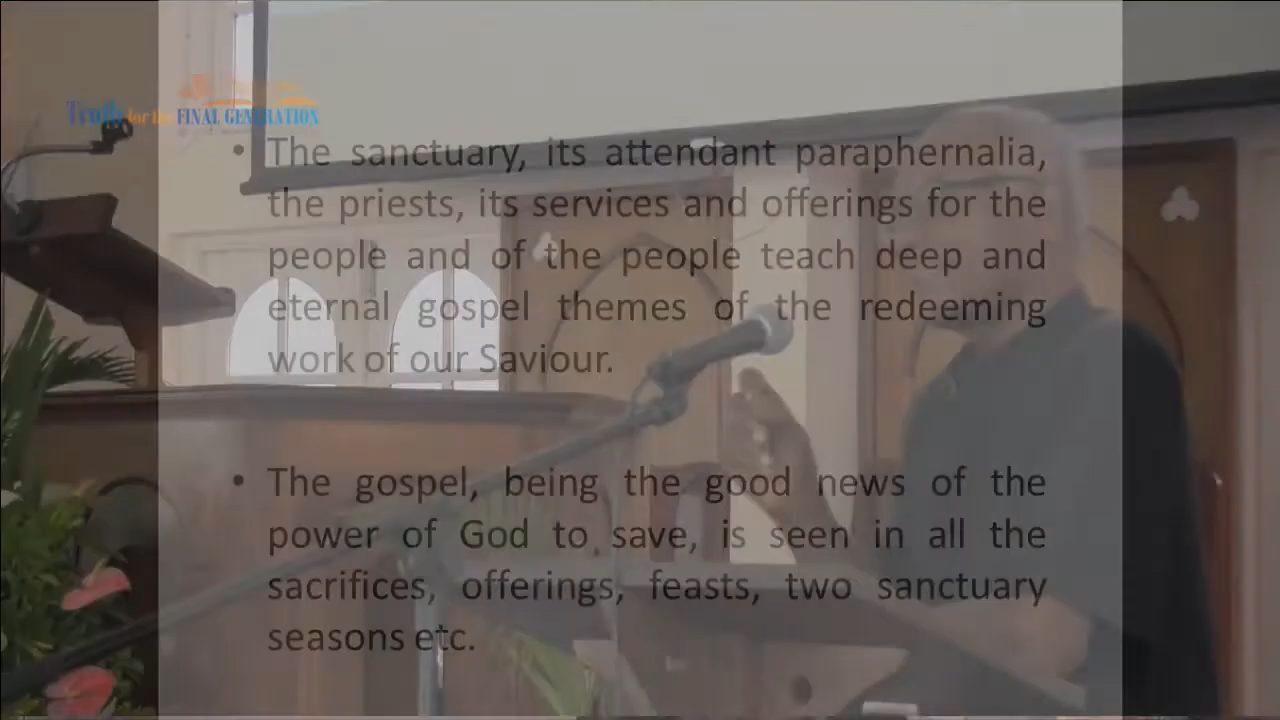 Truth for the FINAL GENERATION
• The sanctuary, its attendant paraphernalia,
the priests, its services and offerings for the
people and of the people teach deep and
eternal gospel themes of the redeeming
work of our Saviour.
• The gospel, being the good news of the
power of God to save, is seen in all the
sacrifices, offerings, feasts, two sanctuary
seasons etc.